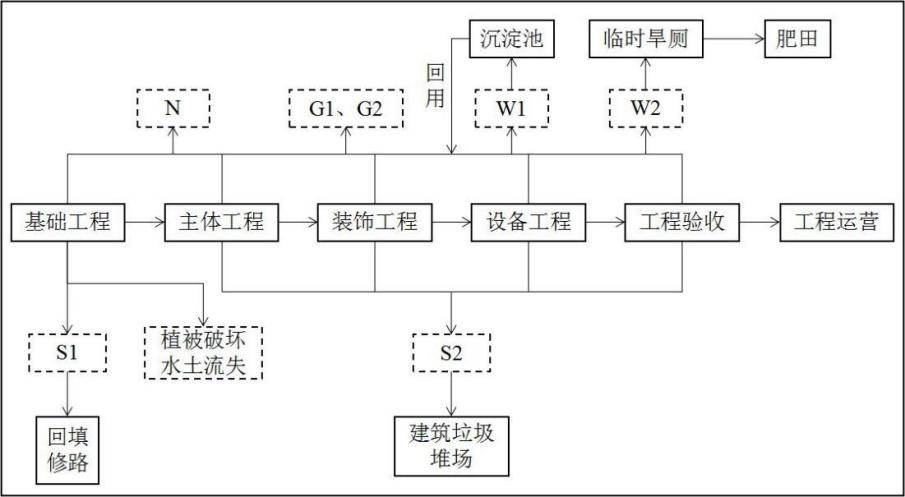 沉淀池
临时旱厕
肥田
回
用
N
G1、G2
W1
W2
基础工程
主体工程
装饰工程
设备工程
工程验收
工程运营
S1
植被破坏
水土流失
S2
回填
修路
建筑垃圾
堆场